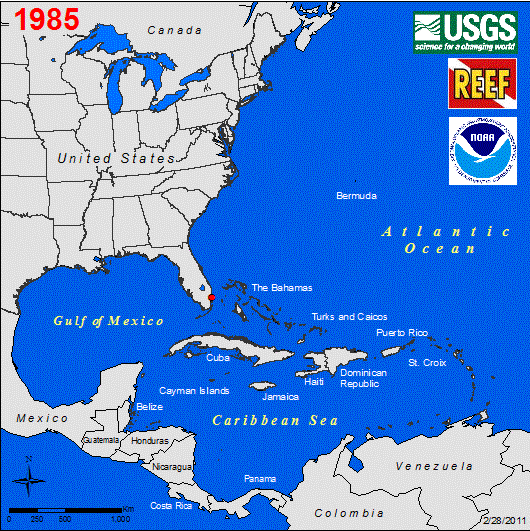 1985
Canada
USGS
science for a changing world
REEF
NOAA
United States
Bermuda
Atlantic
Ocean
The Bahamas
Gulf of Mexico
Turks and Caicos
Puerto Rico
Cuba
St. Croix
Haiti
Dominican
Republic
Cayman Islands
Jamaica
Belize
Mexico
Caribbean Sea
Guatemala
Honduras
N
Nicaragua
Venezuela
Panama
Km
0 250 500 1,000
Costa Rica
Colombia
2/28/2011